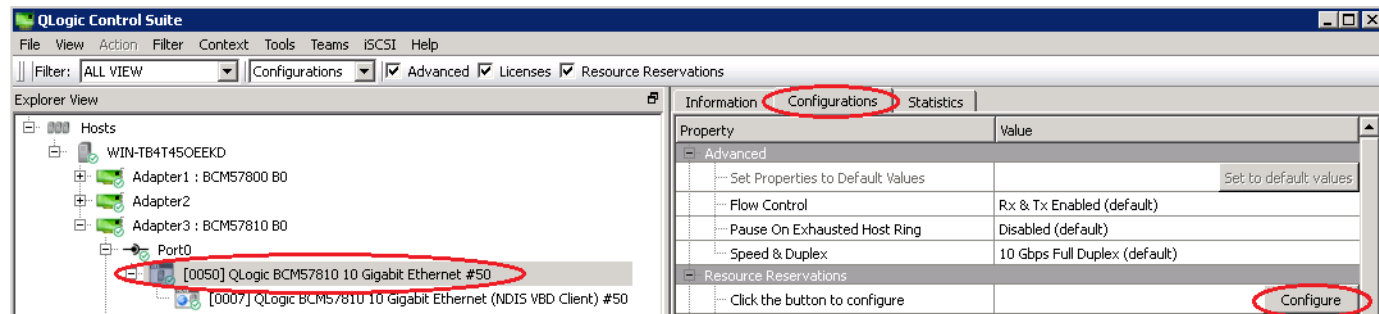 QLogic Control Suite
File View Action Filter Context Tools Teams iSCSI Help
Filter: ALL VIEW Configurations Advanced Licenses Resource Reservations
Explorer View
Hosts
WIN-TB4T45OEEKD
Adapter1 : BCM57800 B0
Adapter2
Adapter3 : BCM57810 B0
Port0
[0050] QLogic BCM57810 10 Gigabit Ethernet #50
[0007] QLogic BCM57810 10 Gigabit Ethernet (NDIS VBD Client) #50
Information Configurations Statistics
Property Value
Advanced
Set Properties to Default Values Set to default values
Flow Control Rx & Tx Enabled (default)
Pause On Exhausted Host Ring Disabled (default)
Speed & Duplex 10 Gbps Full Duplex (default)
Resource Reservations
Click the button to configure Configure